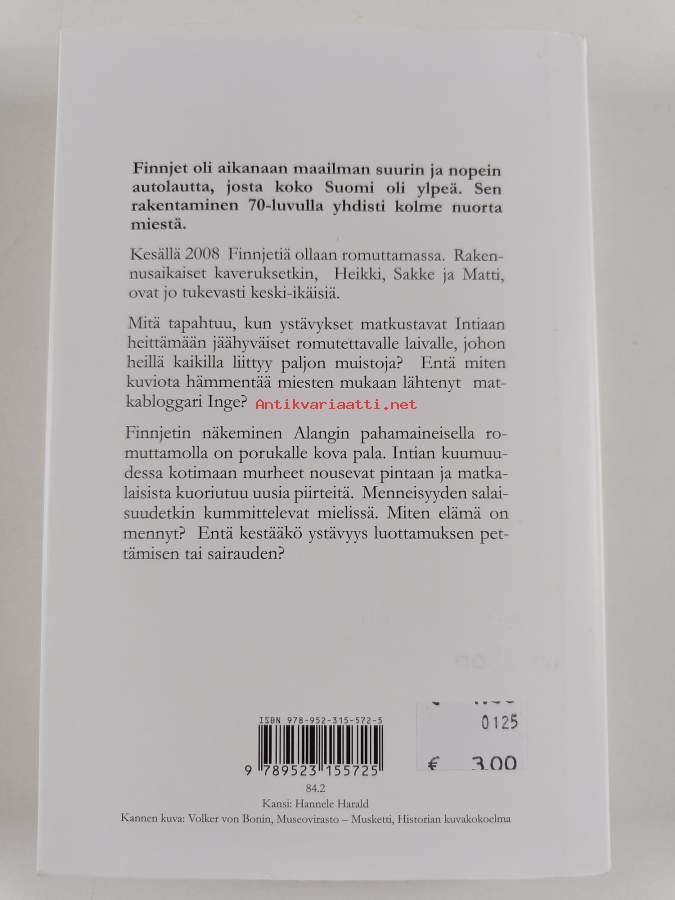 Finnjet oli aikanaan maailman suurin ja nopein
autolautta, josta koko Suomi oli ylpeä. Sen
rakentaminen 70-luvulla yhdisti kolme nuorta
miestä.
Kesällä 2008 Finnjetiä ollaan romuttamassa. Raken-
nusaikaiset kaveruksetkin, Heikki, Sakke ja Matti,
ovat jo tukevasti keski-ikäisiä.
Mitä tapahtuu, kun ystävykset matkustavat Intiaan
heittämään jäähyväiset romutettavalle laivalle, johon
heillä kaikilla liittyy paljon muistoja? Entä miten
kuviota hämmentää miesten mukaan lähtenyt mat-
kabloggari Inge? Antikvariaatti.net
Finnjetin näkeminen Alangin pahamaineisella ro-
muttamolla on porukalle kova pala. Intian kuumuu-
dessa kotimaan murheet nousevat pintaan ja matka-
laisista kuoriutuu uusia piirteitä. Menneisyyden salai-
suudetkin kummittelevat mielissä. Miten elämä on
mennyt? Entä kestääkö ystävyys luottamuksen pet-
tämisen tai sairauden?
ISBN 978-952-315-572-5
9 789523 155725
0125
€ 3.00
84.2
Kansi: Hannele Harald
Kannen kuva: Volker von Bonin, Museovirasto – Musketti, Historian kuvakokoelma